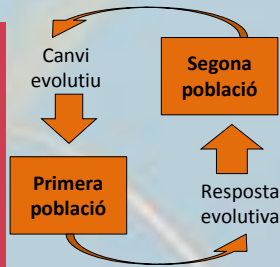 Canvi
evolutiu
Segona
població
Primera
població
Resposta
evolutiva